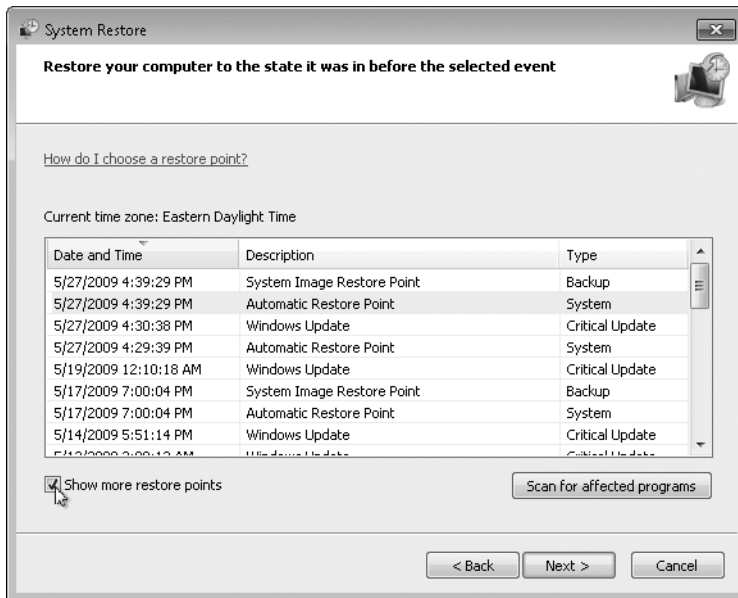 System Restore
Restore your computer to the state it was in before the selected event
How do I choose a restore point?
Current time zone: Eastern Daylight Time
Date and Time Description Type
5/27/2009 4:39:29 PM System Image Restore Point Backup
5/27/2009 4:39:29 PM Automatic Restore Point System
5/27/2009 4:30:38 PM Windows Update Critical Update
5/27/2009 4:29:39 PM Automatic Restore Point System
5/19/2009 12:10:18 AM Windows Update Critical Update
5/17/2009 7:00:04 PM System Image Restore Point Backup
5/17/2009 7:00:04 PM Automatic Restore Point System
5/14/2009 5:51:14 PM Windows Update Critical Update
Windows Update Critical Update
Show more restore points Scan for affected programs
< Back Next > Cancel